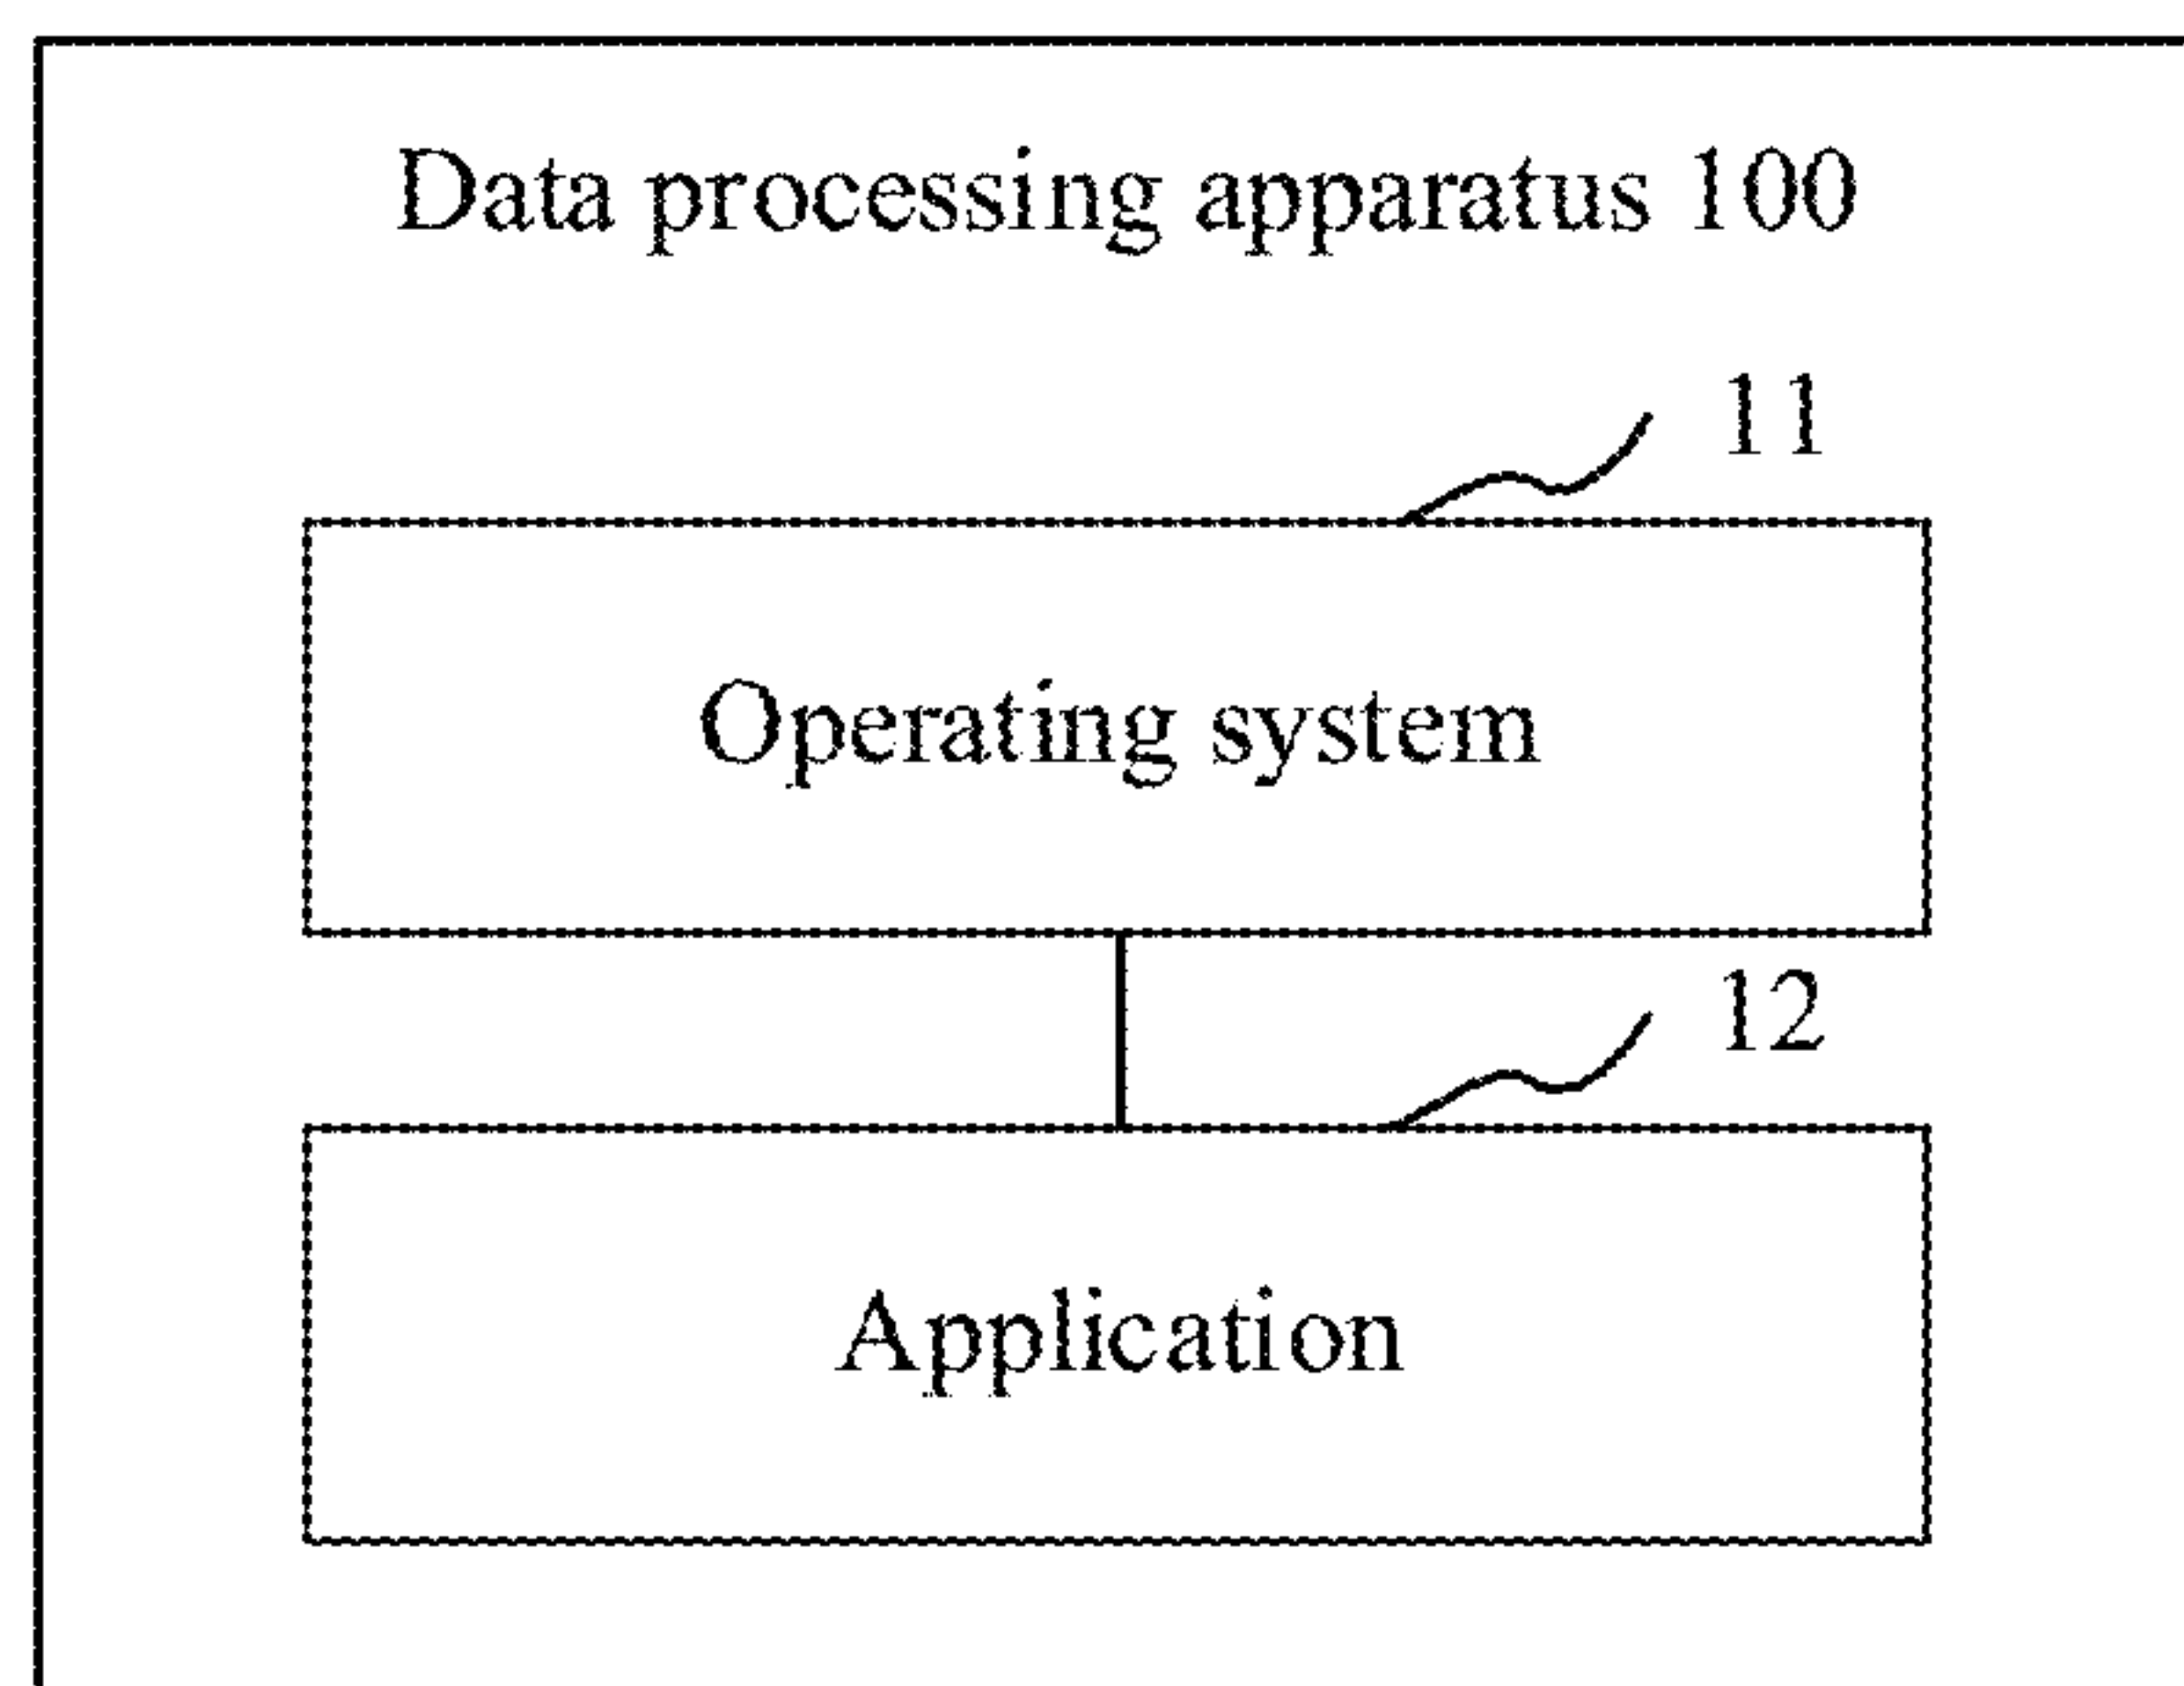 Data processing apparatus 100
11
Operating system
12
Application